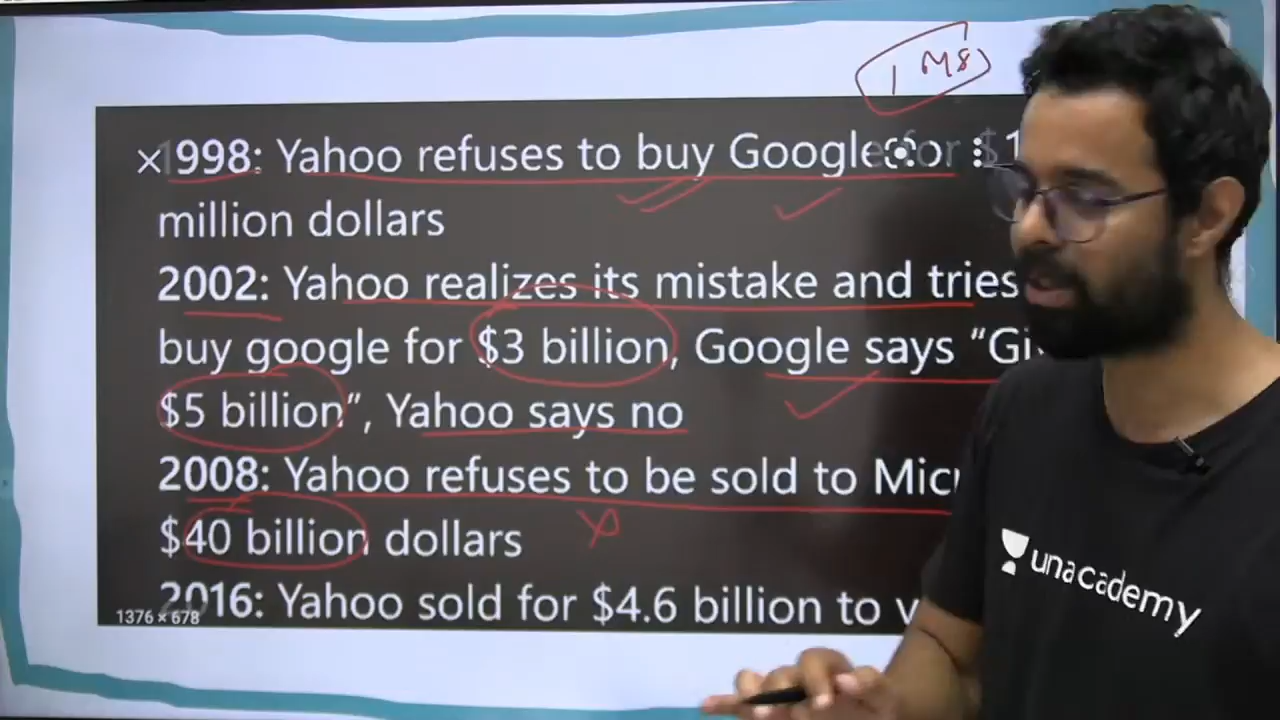 1 M$
1998: Yahoo refuses to buy Google for $1
million dollars
2002: Yahoo realizes its mistake and tries
buy google for $3 billion, Google says “Gi
$5 billion”, Yahoo says no
2008: Yahoo refuses to be sold to Mic
$40 billion dollars
2016: Yahoo sold for $4.6 billion to v
1376 × 678
unacademy